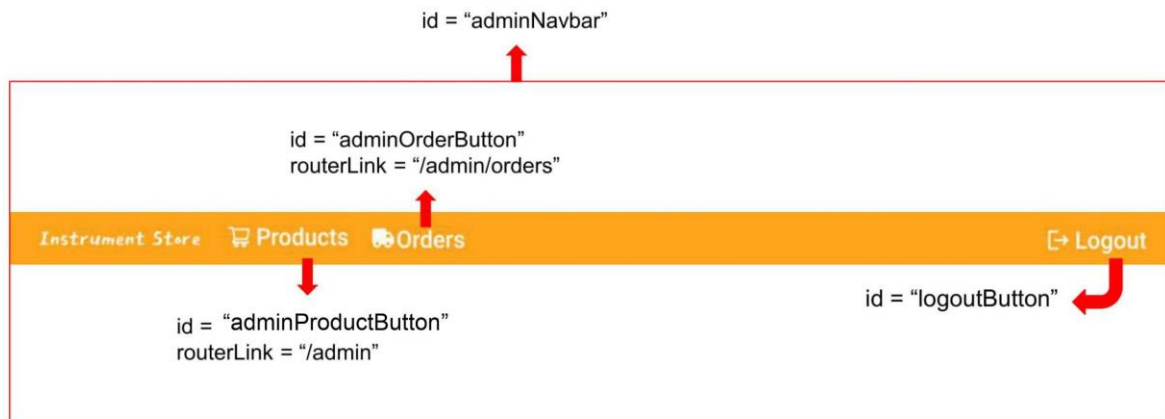 id = “adminNavbar”
id = “adminOrderButton”
routerLink = “/admin/orders”
Instrument Store Products Orders Logout
id = “adminProductButton”
routerLink = “/admin”
id = “logoutButton”